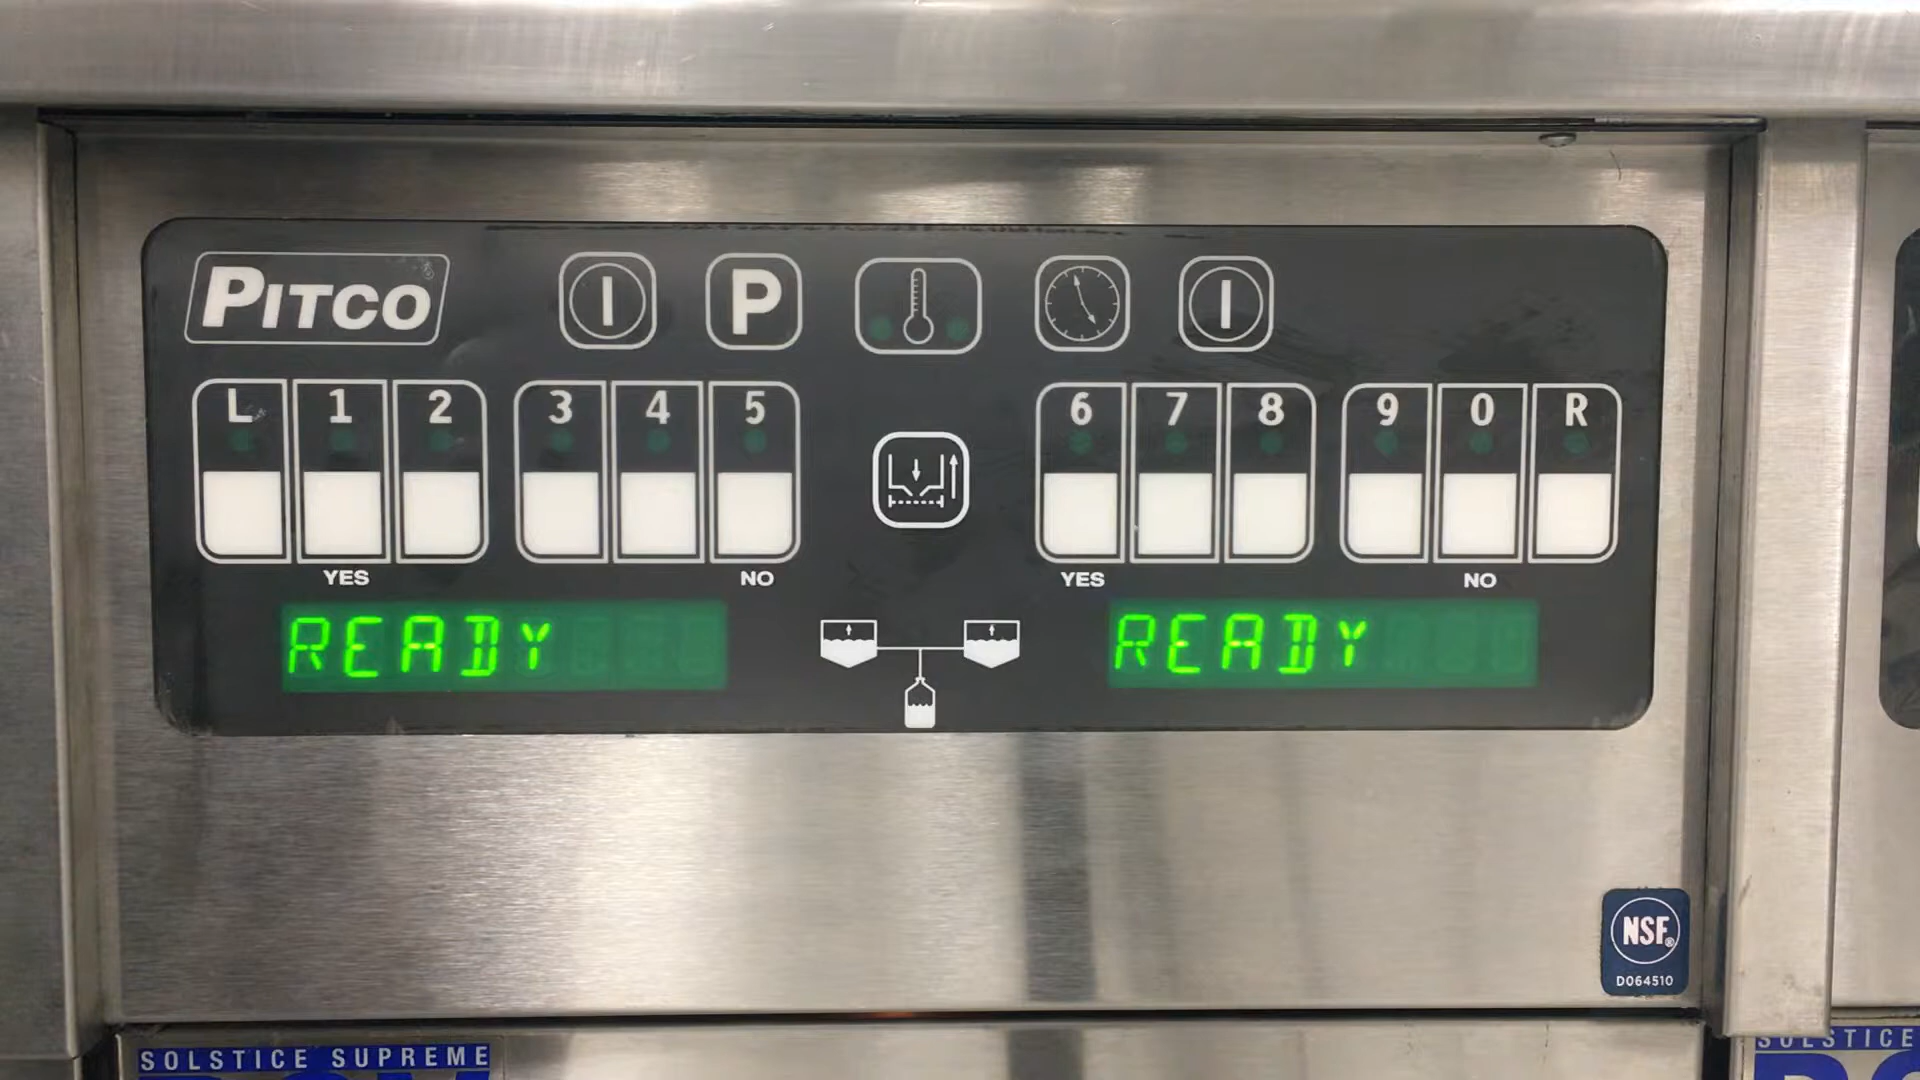 PITCO
P
L 1 2 3 4 5 6 7 8 9 0 R
YES NO YES NO
READY READY
NSF®
D064510
SOLSTICE SUPREME SOLSTICE